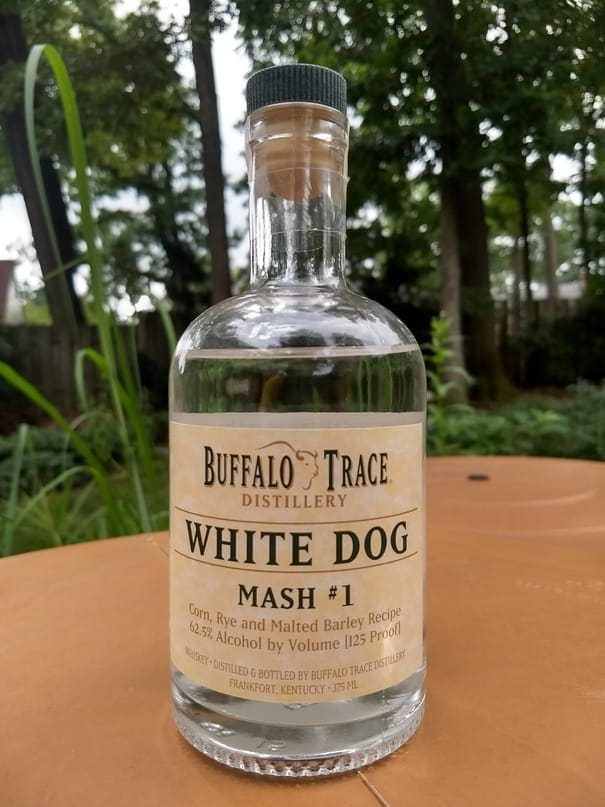 BUFFALO TRACE
DISTILLERY
WHITE DOG
MASH #1
Corn, Rye and Malted Barley Recipe
62.5% Alcohol by Volume [125 Proof]
WHISKEY • DISTILLED & BOTTLED BY BUFFALO TRACE DISTILLERY
FRANKFORT, KENTUCKY • 375 ML